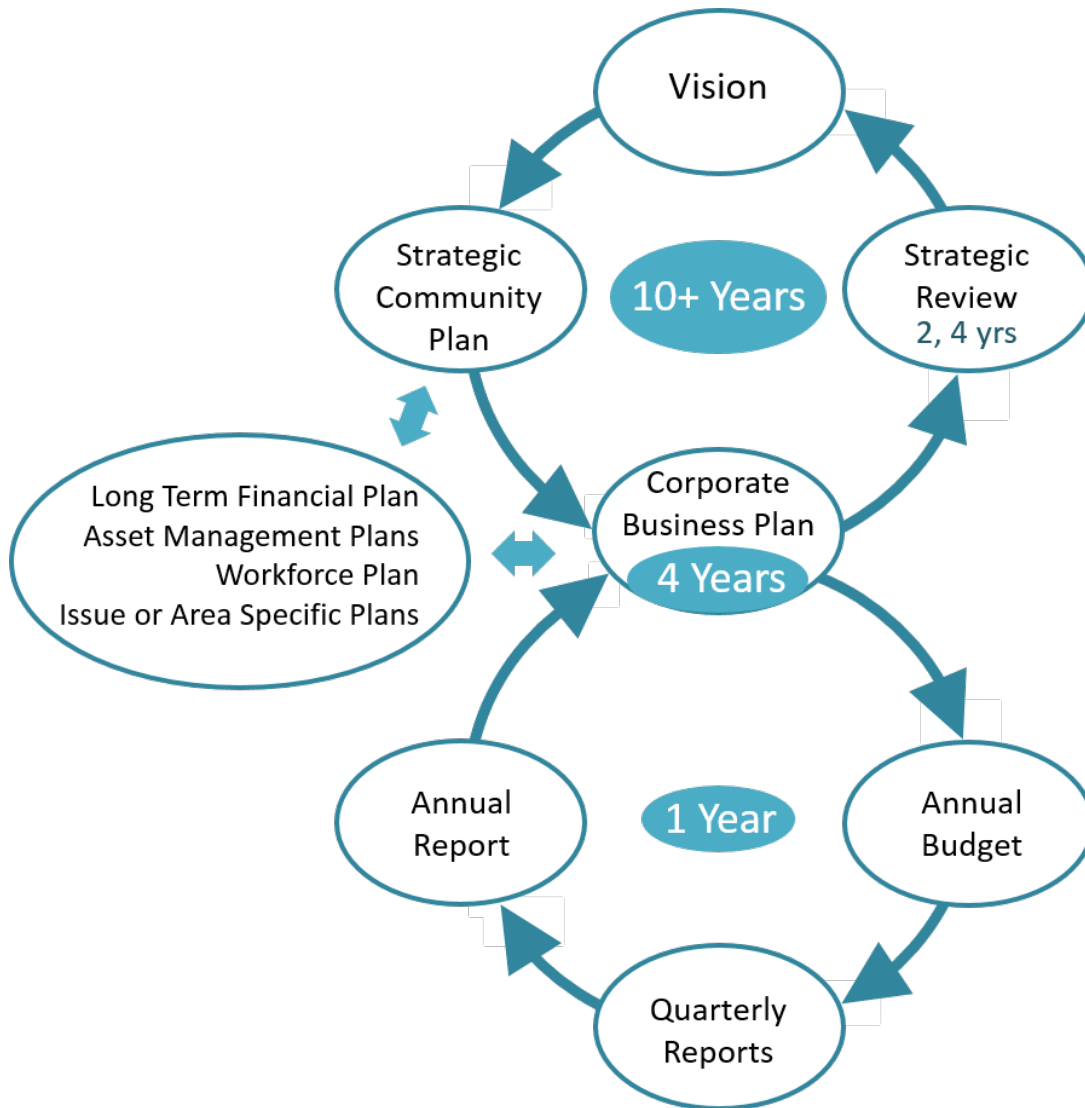 Vision
Strategic
Community
Plan
10+ Years
Strategic
Review
2, 4 yrs
Long Term Financial Plan
Asset Management Plans
Workforce Plan
Issue or Area Specific Plans
Corporate
Business Plan
4 Years
Annual
Report
1 Year
Annual
Budget
Quarterly
Reports